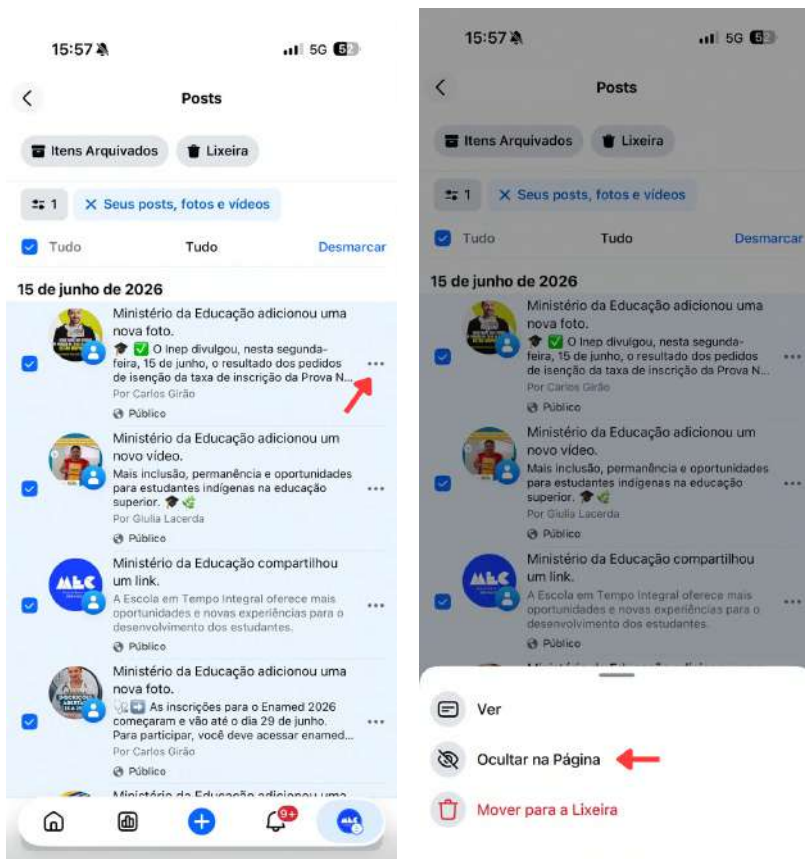 15:57
5G 52
Posts
Itens Arquivados
Lixeira
1
Seus posts, fotos e vídeos
Tudo
Tudo
Desmarcar
15 de junho de 2026
Ministério da Educação adicionou uma
nova foto.
O Inep divulgou, nesta segunda-
feira, 15 de junho, o resultado dos pedidos
de isenção da taxa de inscrição da Prova N...
Por Carlos Girão
Público
Ministério da Educação adicionou um
novo vídeo.
Mais inclusão, permanência e oportunidades
para estudantes indígenas na educação
superior.
Por Giulia Lacerda
Público
MEC
Ministério da Educação compartilhou
um link.
A Escola em Tempo Integral oferece mais
oportunidades e novas experiências para o
desenvolvimento dos estudantes.
Público
Ministério da Educação adicionou uma
nova foto.
As inscrições para o Enamed 2026
começaram e vão até o dia 29 de junho.
Para participar, você deve acessar enamed...
Por Carlos Girão
Público
Ministério da Educação adicionou uma
9+
MEC
15:57
5G 52
Posts
Itens Arquivados
Lixeira
1
Seus posts, fotos e vídeos
Tudo
Tudo
Desmarcar
15 de junho de 2026
Ministério da Educação adicionou uma
nova foto.
O Inep divulgou, nesta segunda-
feira, 15 de junho, o resultado dos pedidos
de isenção da taxa de inscrição da Prova N...
Por Carlos Girão
Público
Ministério da Educação adicionou um
novo vídeo.
Mais inclusão, permanência e oportunidades
para estudantes indígenas na educação
superior.
Por Giulia Lacerda
Público
MEC
Ministério da Educação compartilhou
um link.
A Escola em Tempo Integral oferece mais
oportunidades e novas experiências para o
desenvolvimento dos estudantes.
Público
Ver
Ocultar na Página
Mover para a Lixeira